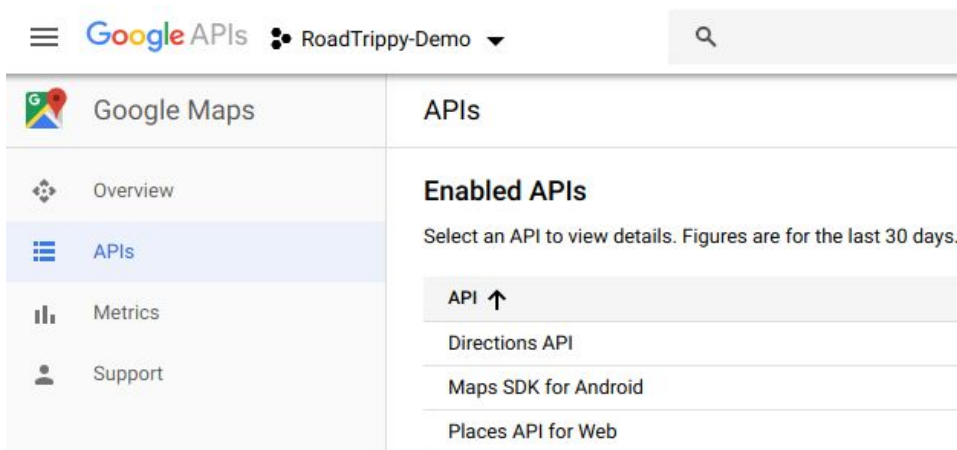 Google APIs RoadTrippy-Demo
Google Maps
APIs
Overview
APIs
Metrics
Support
Enabled APIs
Select an API to view details. Figures are for the last 30 days.
API
Directions API
Maps SDK for Android
Places API for Web